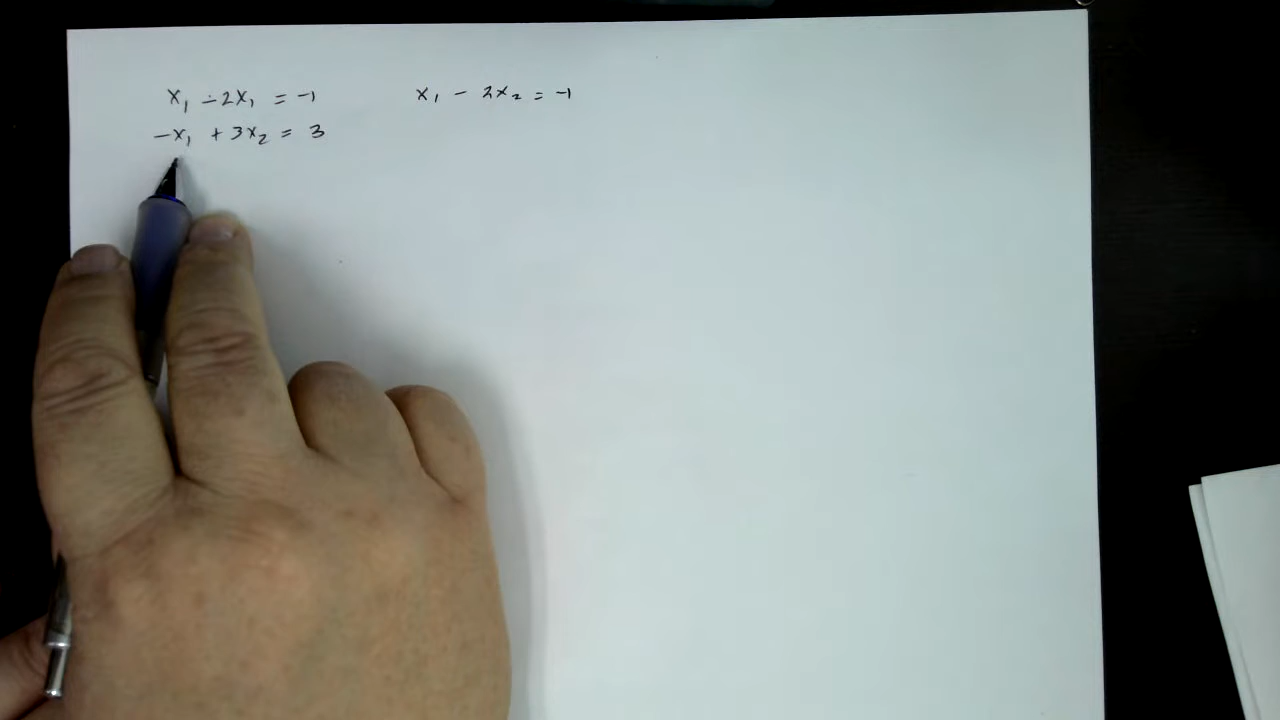 x₁ - 2x₁ = -1
-x₁ + 3x₂ = 3
x₁ - 2x₂ = -1